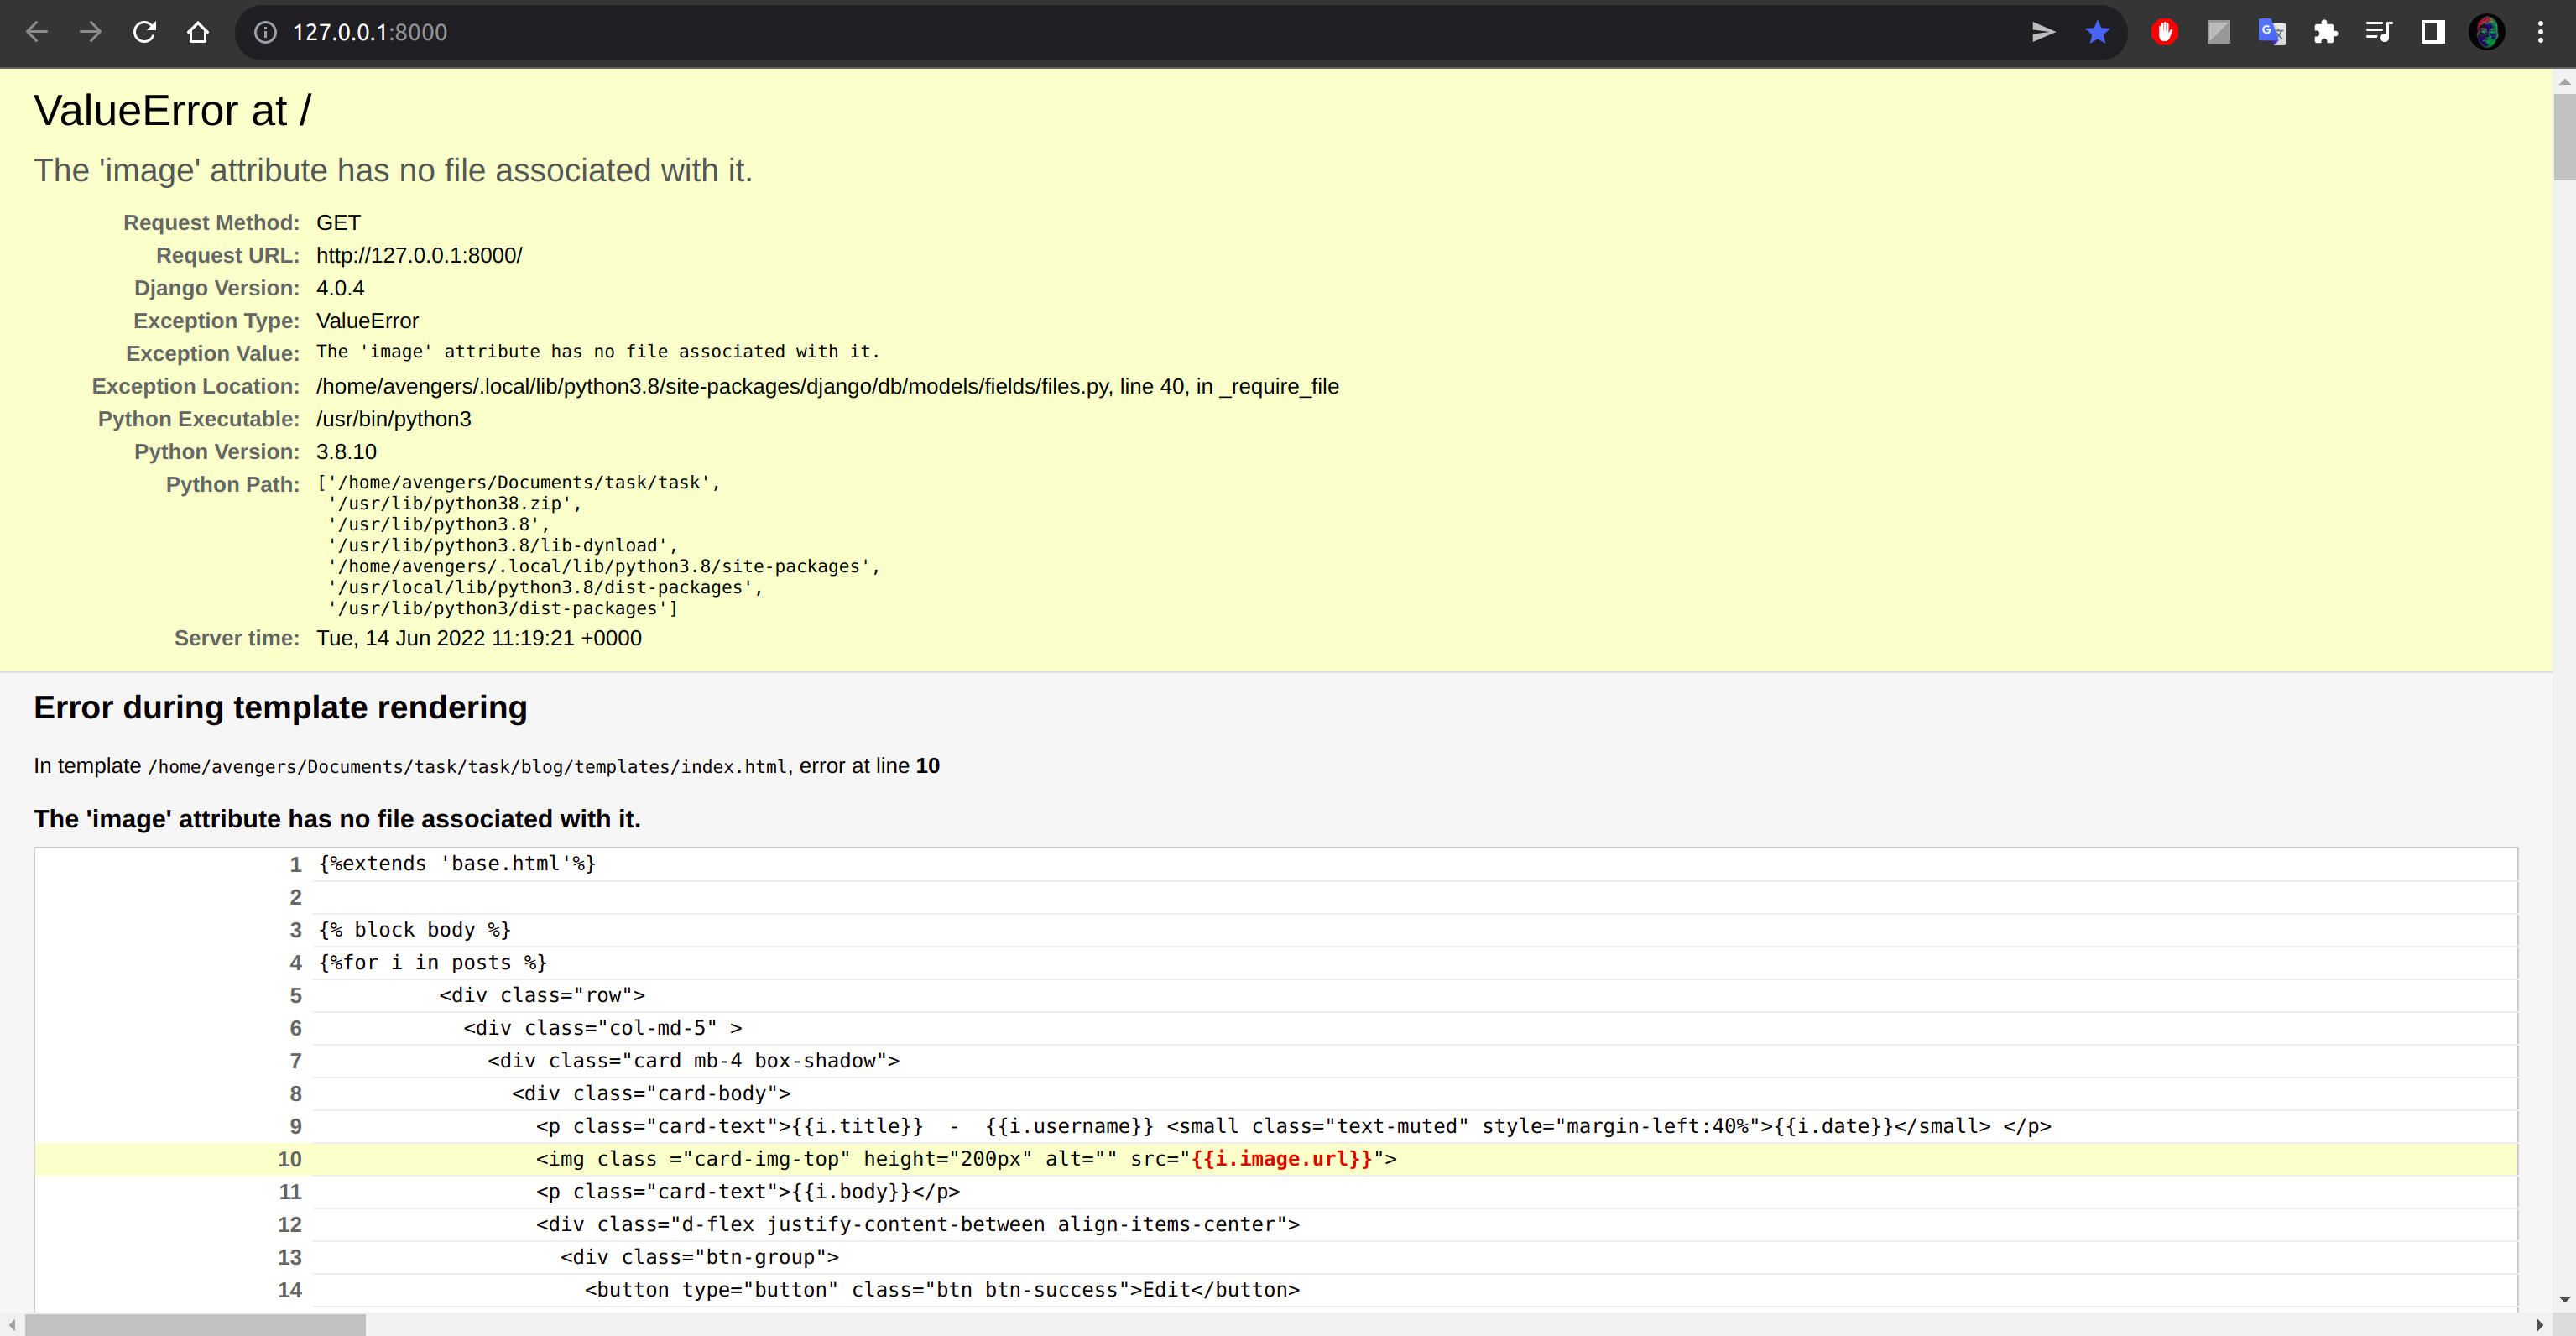 127.0.0.1:8000
ValueError at /
The 'image' attribute has no file associated with it.
Request Method: GET
Request URL: http://127.0.0.1:8000/
Django Version: 4.0.4
Exception Type: ValueError
Exception Value: The 'image' attribute has no file associated with it.
Exception Location: /home/avengers/.local/lib/python3.8/site-packages/django/db/models/fields/files.py, line 40, in _require_file
Python Executable: /usr/bin/python3
Python Version: 3.8.10
Python Path: ['/home/avengers/Documents/task/task',
'/usr/lib/python38.zip',
'/usr/lib/python3.8',
'/usr/lib/python3.8/lib-dynload',
'/home/avengers/.local/lib/python3.8/site-packages',
'/usr/local/lib/python3.8/dist-packages',
'/usr/lib/python3/dist-packages']
Server time: Tue, 14 Jun 2022 11:19:21 +0000
Error during template rendering
In template /home/avengers/Documents/task/task/blog/templates/index.html, error at line 10
The 'image' attribute has no file associated with it.
1 {%extends 'base.html'%}
2
3 {% block body %}
4 {%for i in posts %}
5 <div class="row">
6 <div class="col-md-5" >
7 <div class="card mb-4 box-shadow">
8 <div class="card-body">
9 <p class="card-text">{{i.title}}  -  {{i.username}} <small class="text-muted" style="margin-left:40%">{{i.date}}</small> </p>
10 <img class ="card-img-top" height="200px" alt="" src="{{i.image.url}}">
11 <p class="card-text">{{i.body}}</p>
12 <div class="d-flex justify-content-between align-items-center">
13 <div class="btn-group">
14 <button type="button" class="btn btn-success">Edit</button>